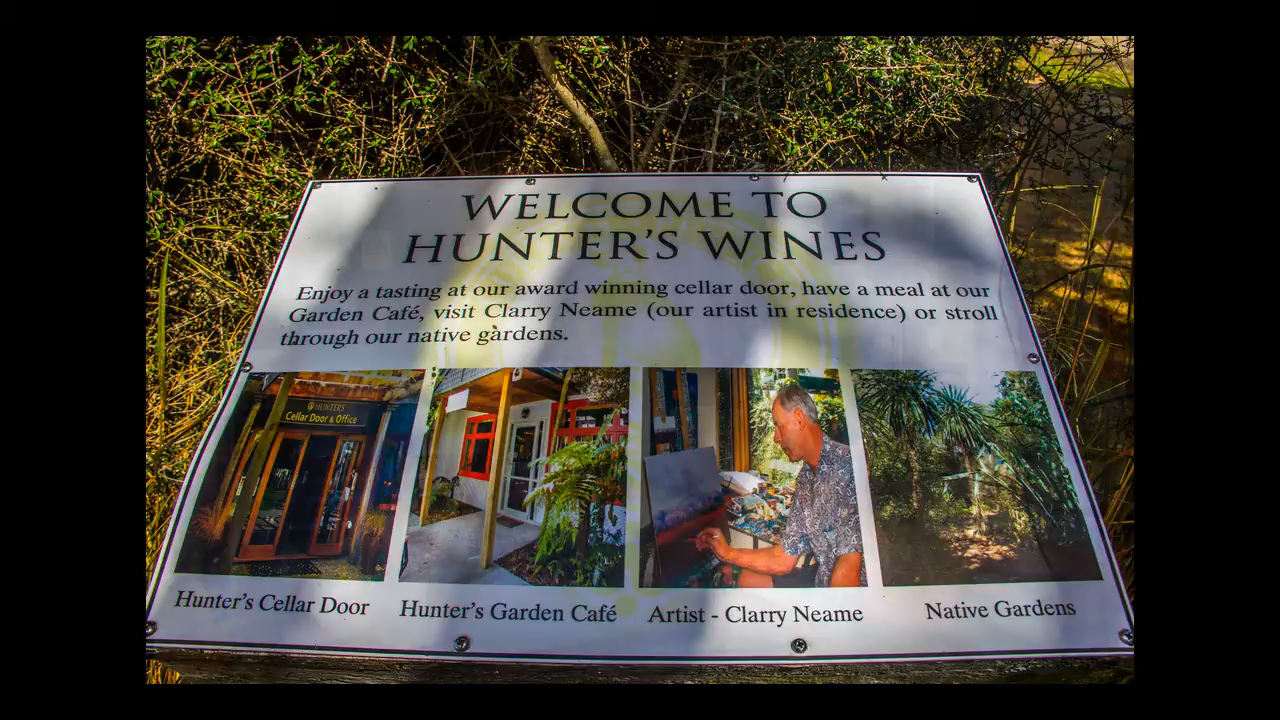 WELCOME TO
HUNTER'S WINES
Enjoy a tasting at our award winning cellar door, have a meal at our
Garden Café, visit Clarry Neame (our artist in residence) or stroll
through our native gardens.
HUNTER'S
Cellar Door & Office
Hunter's Cellar Door
Hunter's Garden Café
Artist - Clarry Neame
Native Gardens